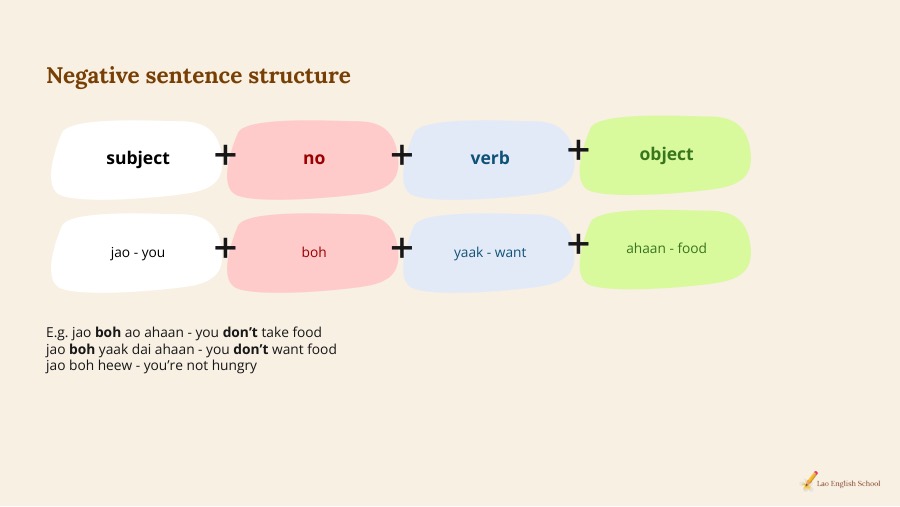 Negative sentence structure
subject + no + verb + object
jao - you + boh + yaak - want + ahaan - food
E.g. jao boh ao ahaan - you don’t take food
jao boh yaak dai ahaan - you don’t want food
jao boh heew - you’re not hungry
Lao English School